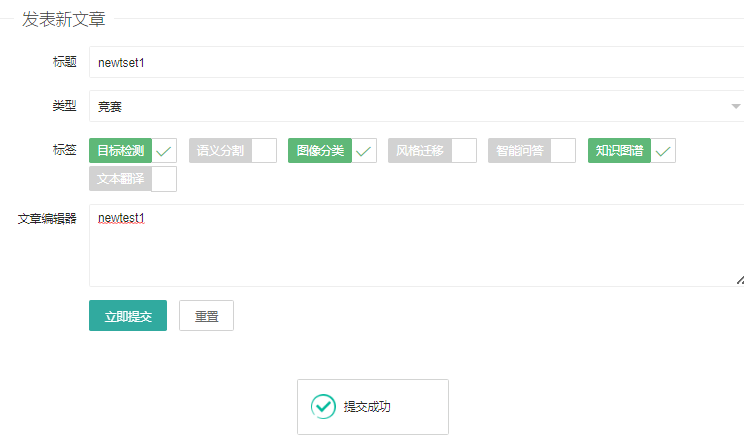 发表新文章
标题 newtset1
类型 竞赛
标签 目标检测 语义分割 图像分类 风格迁移 智能问答 知识图谱
文本翻译
文章编辑器 newtest1
立即提交 重置
提交成功